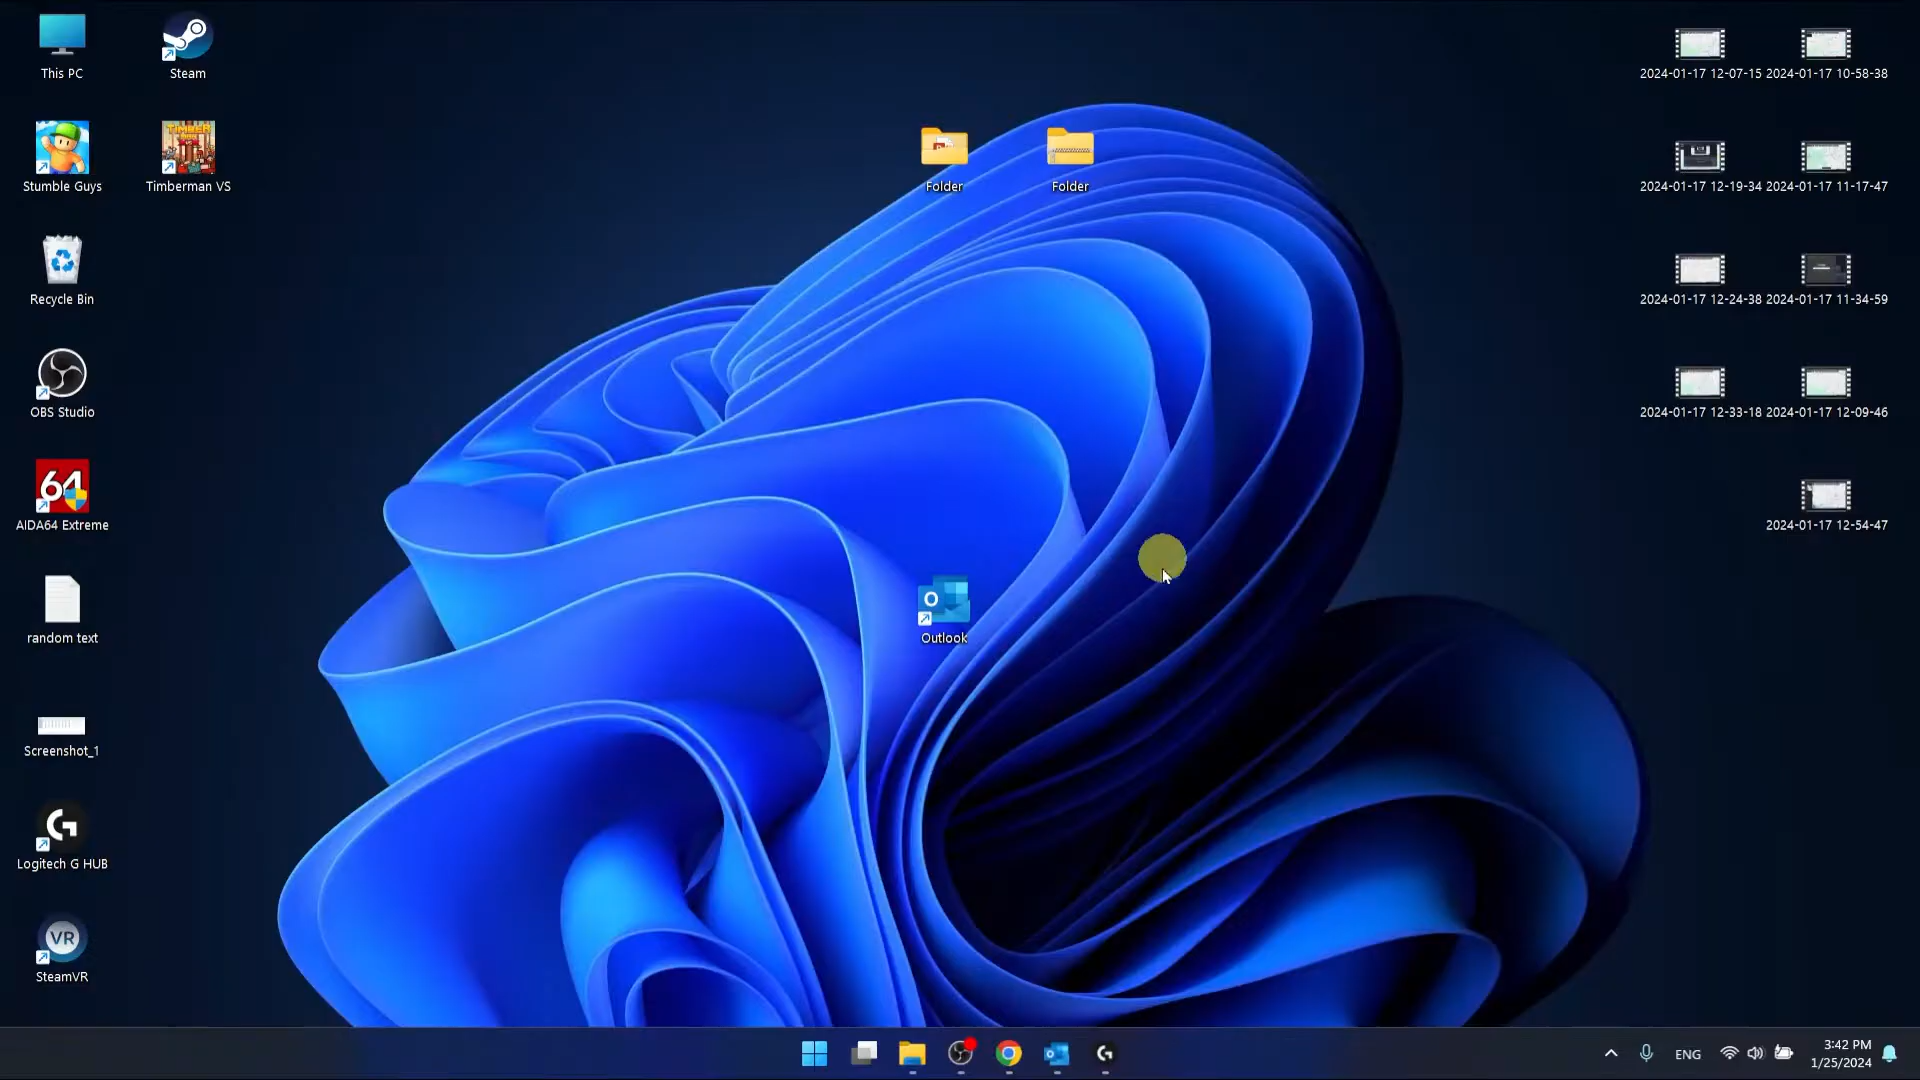 This PC
Steam
Stumble Guys
TIMBER
Timberman VS
Recycle Bin
OBS Studio
64
AIDA64 Extreme
random text
Screenshot_1
G
Logitech G HUB
VR
SteamVR
Folder
Folder
O
Outlook
2024-01-17 12-07-15
2024-01-17 10-58-38
2024-01-17 12-19-34
2024-01-17 11-17-47
2024-01-17 12-24-38
2024-01-17 11-34-59
2024-01-17 12-33-18
2024-01-17 12-09-46
2024-01-17 12-54-47
ENG
3:42 PM
1/25/2024